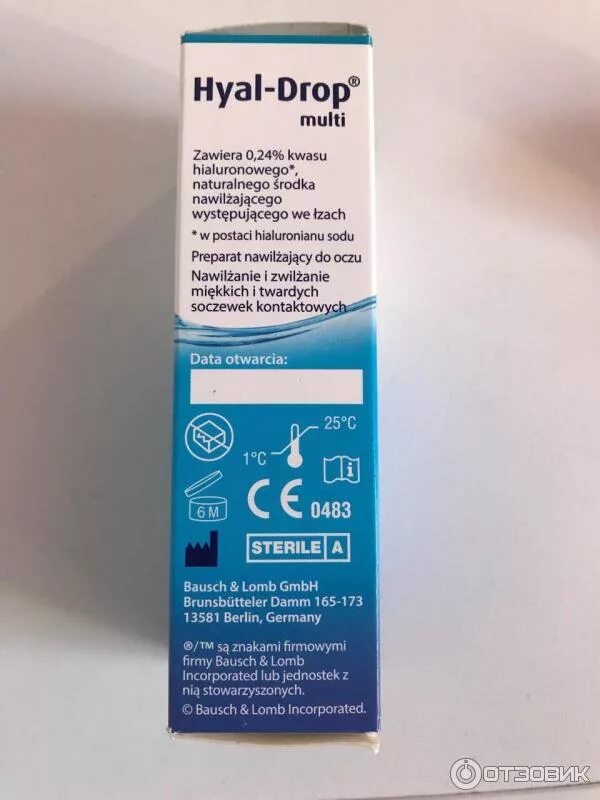 Hyal-Drop®
multi
Zawiera 0,24% kwasu
hialuronowego*,
naturalnego środka
nawilżającego
występującego we łzach
* w postaci hialuronianu sodu
Preparat nawilżający do oczu
Nawilżanie i zwilżanie
miękkich i twardych
soczewek kontaktowych
Data otwarcia:
25°C
1°C
i
6 M
CE 0483
STERILE A
Bausch & Lomb GmbH
Brunsbütteler Damm 165-173
13581 Berlin, Germany
®/™ są znakami firmowymi
firmy Bausch & Lomb
Incorporated lub jednostek z
nią stowarzyszonych.
© Bausch & Lomb Incorporated.
ОТЗОВИК